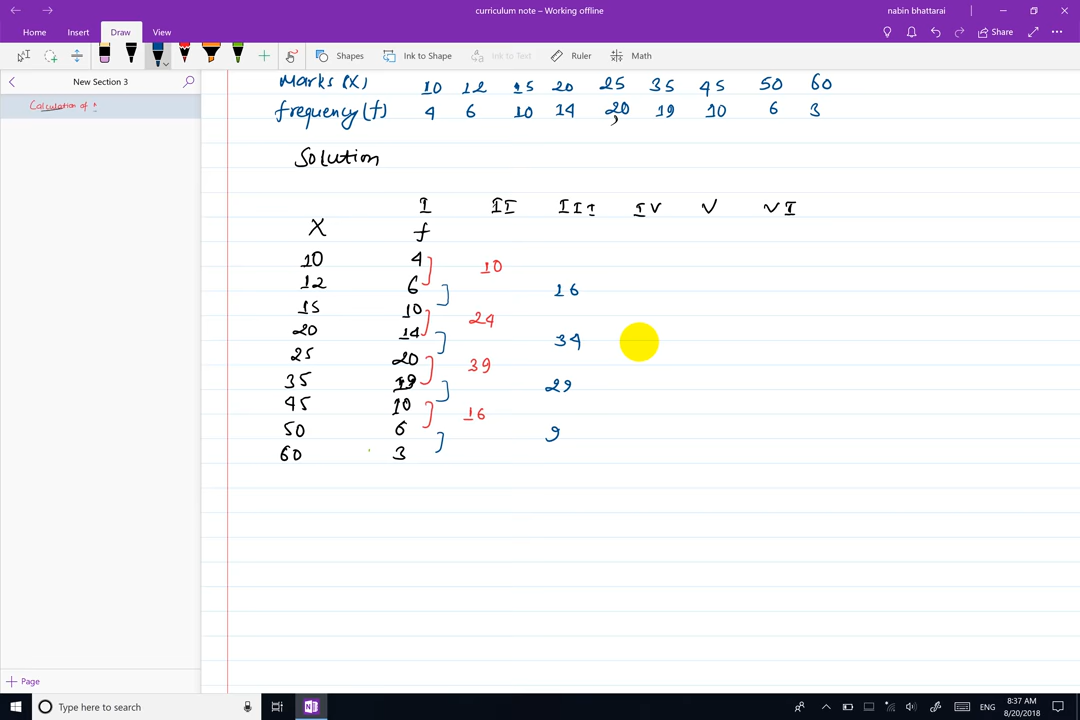 curriculum note – Working offline
nabin bhattarai
Home Insert Draw View
Share
Shapes Ink to Shape Ink to Text Ruler Math
New Section 3
Calculation of
Marks (X) 10 12 15 20 25 35 45 50 60
frequency (f) 4 6 10 14 20 19 10 6 3
Solution
I II III IV V VI
X f
10 4
10
12 6
16
15 10
24
20 14
34
25 20
39
35 19
29
45 10
16
50 6
9
60 3
+ Page
Type here to search
ENG
8:37 AM
8/20/2018